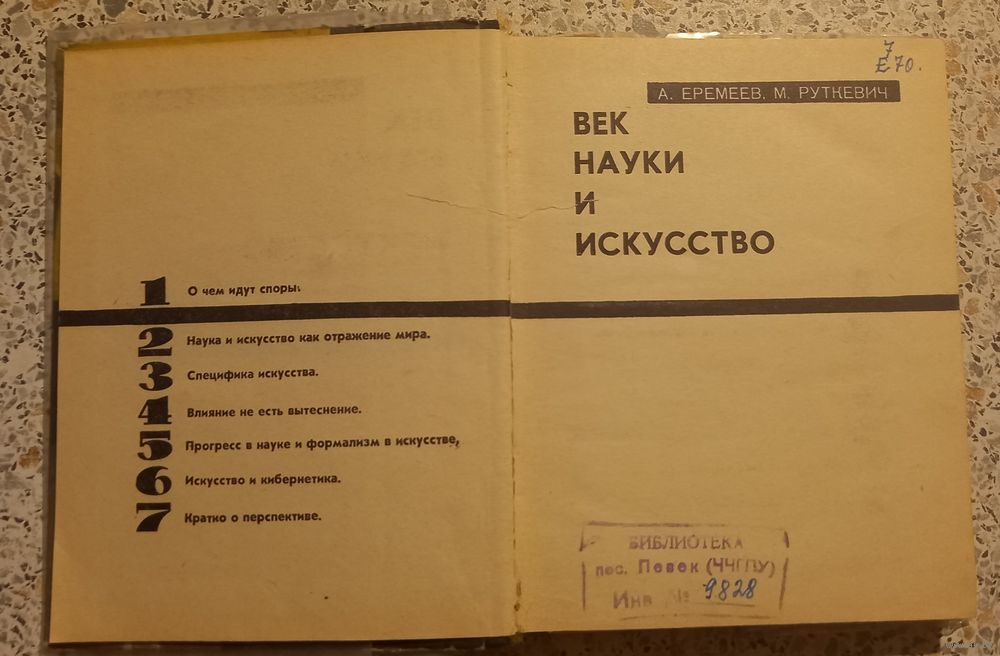 1 О чем идут споры.
2 Наука и искусство как отражение мира.
3 Специфика искусства.
4 Влияние не есть вытеснение.
5 Прогресс в науке и формализм в искусстве,
6 Искусство и кибернетика.
7 Кратко о перспективе.
7
Е70.
А. ЕРЕМЕЕВ, М. РУТКЕВИЧ
ВЕК
НАУКИ
И
ИСКУССТВО
БИБЛИОТЕКА
пос. Певек (ЧЧГПУ)
Инв №9828